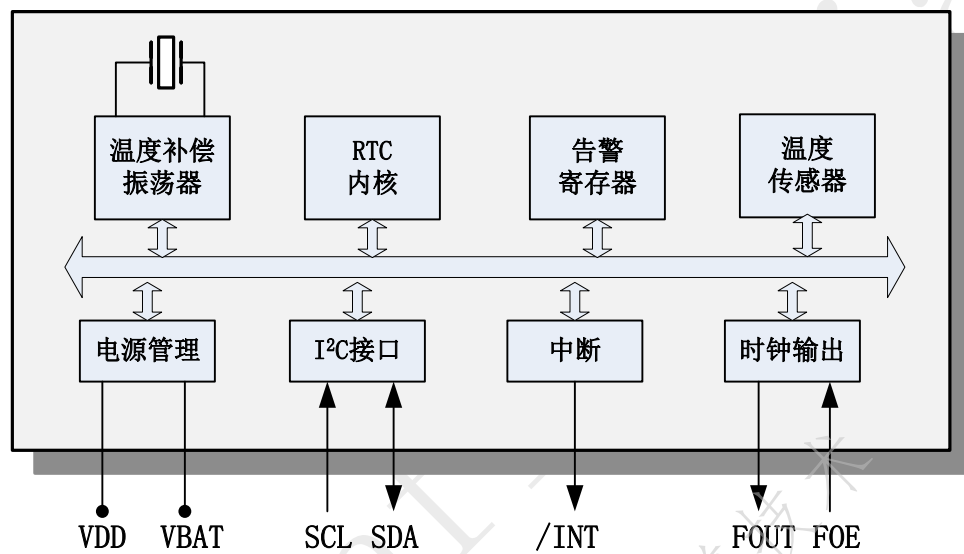 温度补偿
振荡器
RTC
内核
告警
寄存器
温度
传感器
电源管理
I²C接口
中断
时钟输出
VDD VBAT SCL SDA /INT FOUT FOE
技术